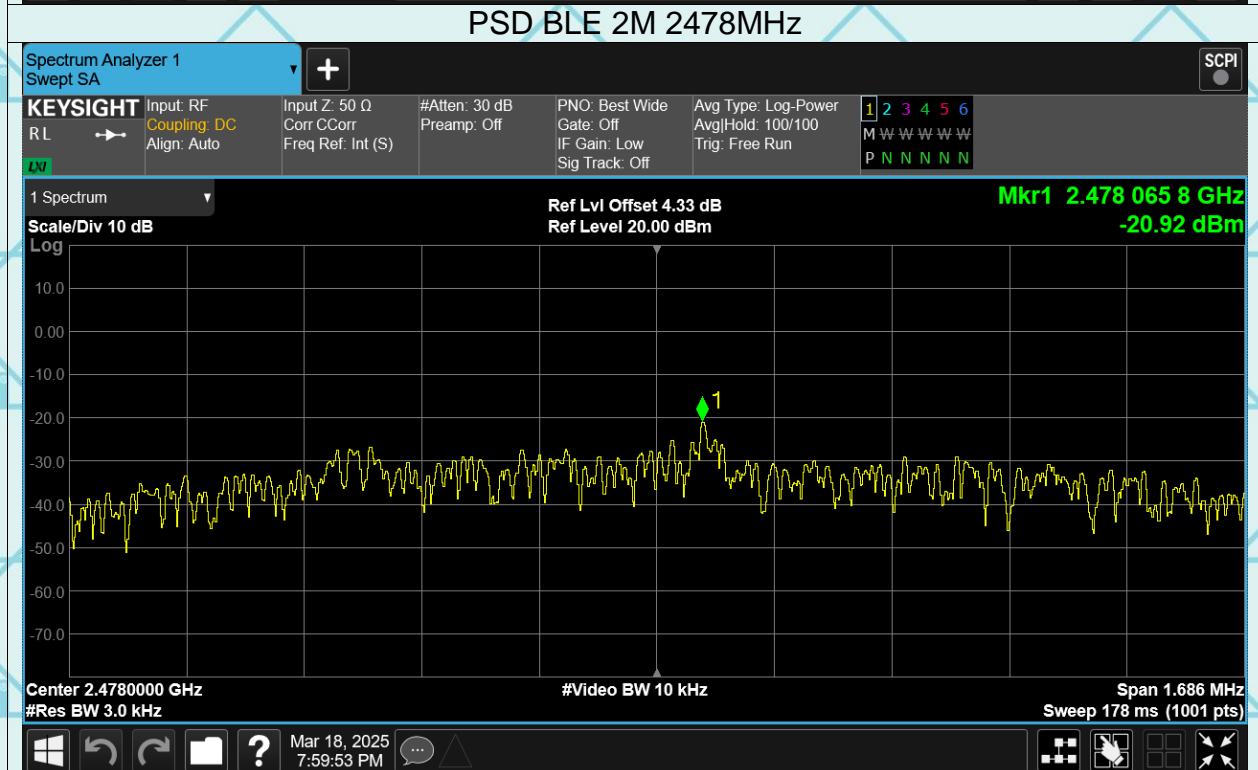 PSD BLE 2M 2478MHz
Spectrum Analyzer 1
Swept SA
+
SCPI
KEYSIGHT
R L
LXI
Input: RF
Coupling: DC
Align: Auto
Input Z: 50 Ω
Corr CCorr
Freq Ref: Int (S)
#Atten: 30 dB
Preamp: Off
PNO: Best Wide
Gate: Off
IF Gain: Low
Sig Track: Off
Avg Type: Log-Power
Avg|Hold: 100/100
Trig: Free Run
1 2 3 4 5 6
M W W W W W
P N N N N N
1 Spectrum
Scale/Div 10 dB
Log
Ref Lvl Offset 4.33 dB
Ref Level 20.00 dBm
Mkr1 2.478 065 8 GHz
-20.92 dBm
10.0
0.00
-10.0
-20.0
-30.0
-40.0
-50.0
-60.0
-70.0
1
Center 2.4780000 GHz
#Res BW 3.0 kHz
#Video BW 10 kHz
Span 1.686 MHz
Sweep 178 ms (1001 pts)
?
Mar 18, 2025
7:59:53 PM